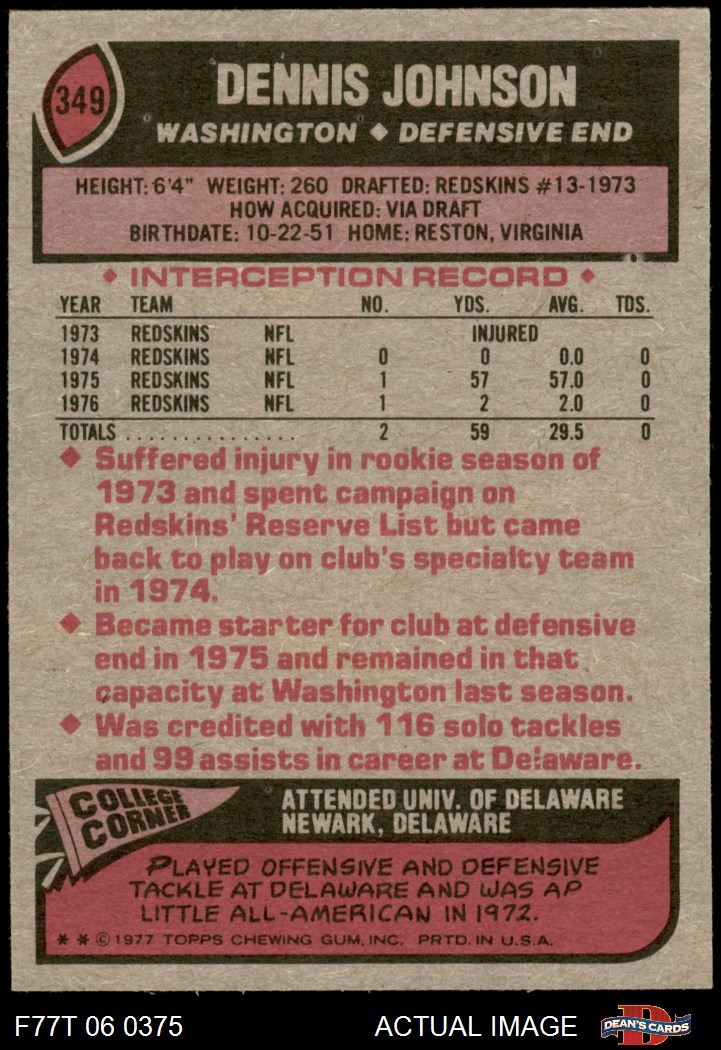 349
DENNIS JOHNSON
WASHINGTON ◆ DEFENSIVE END
HEIGHT: 6'4" WEIGHT: 260 DRAFTED: REDSKINS #13-1973
HOW ACQUIRED: VIA DRAFT
BIRTHDATE: 10-22-51 HOME: RESTON, VIRGINIA
◆ INTERCEPTION RECORD ◆
YEAR TEAM NO. YDS. AVG. TDS.
1973 REDSKINS NFL INJURED
1974 REDSKINS NFL 0 0 0.0 0
1975 REDSKINS NFL 1 57 57.0 0
1976 REDSKINS NFL 1 2 2.0 0
TOTALS . . . . . . . . . . . . . . . . 2 59 29.5 0
◆ Suffered injury in rookie season of
1973 and spent campaign on
Redskins' Reserve List but came
back to play on club's specialty team
in 1974.
◆ Became starter for club at defensive
end in 1975 and remained in that
capacity at Washington last season.
◆ Was credited with 116 solo tackles
and 99 assists in career at Delaware.
COLLEGE
CORNER
ATTENDED UNIV. OF DELAWARE
NEWARK, DELAWARE
PLAYED OFFENSIVE AND DEFENSIVE
TACKLE AT DELAWARE AND WAS AP
LITTLE ALL-AMERICAN IN 1972.
* * © 1977 TOPPS CHEWING GUM, INC. PRTD. IN U.S.A.
F77T 06 0375 ACTUAL IMAGE
D
DEAN'S CARDS